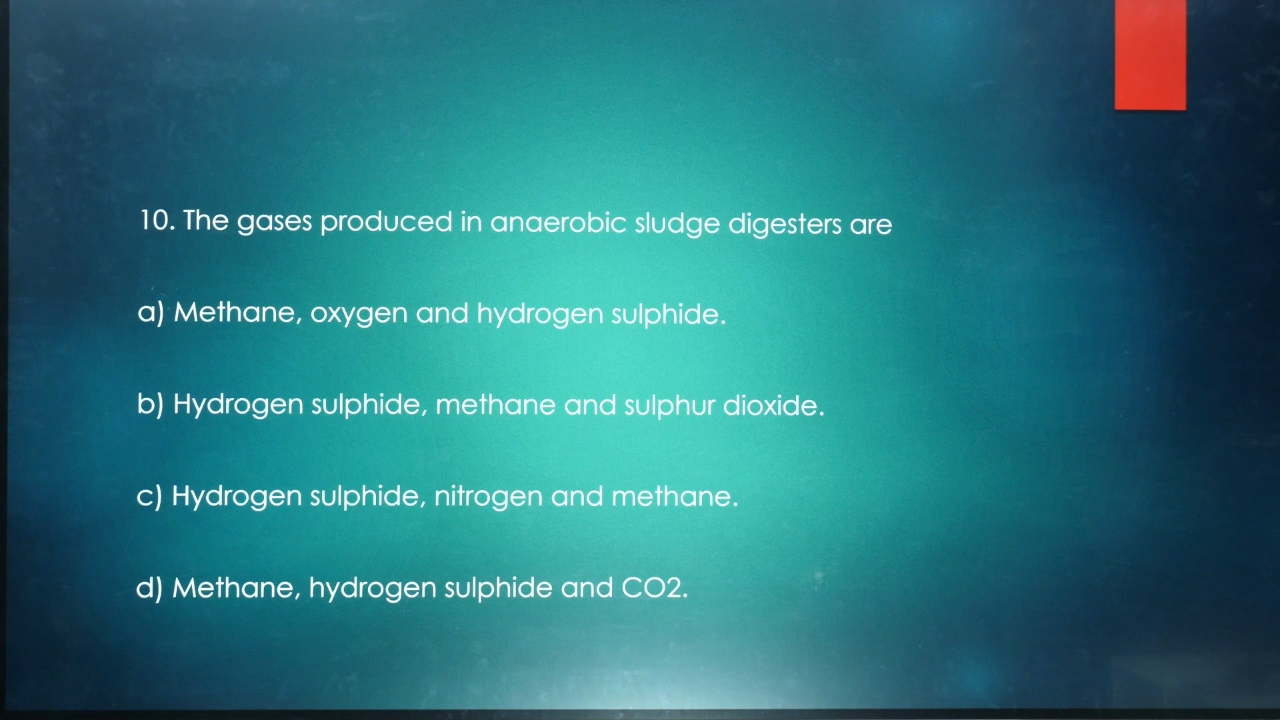 10. The gases produced in anaerobic sludge digesters are
a) Methane, oxygen and hydrogen sulphide.
b) Hydrogen sulphide, methane and sulphur dioxide.
c) Hydrogen sulphide, nitrogen and methane.
d) Methane, hydrogen sulphide and CO2.